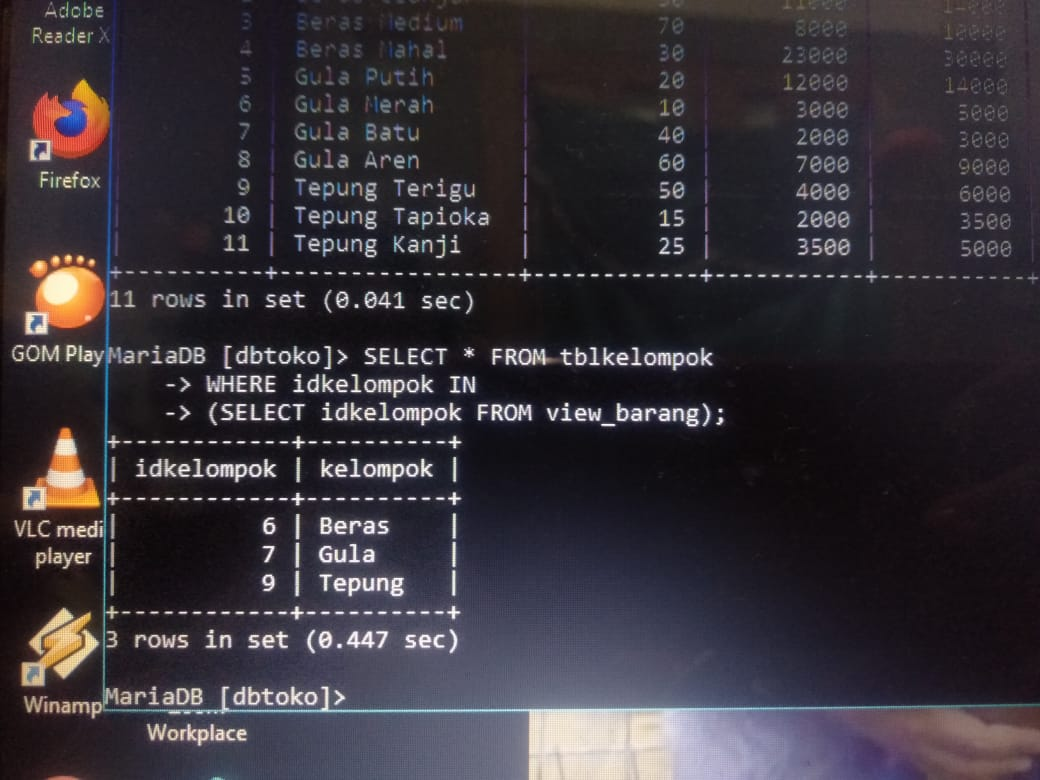 Adobe
Reader X
Firefox
GOM Play
VLC medi
player
Winamp
3 | Beras Medium | 70 | 8000 |
4 | Beras Mahal | 30 | 23000 | 30000
5 | Gula Putih | 20 | 12000 | 14000
6 | Gula Merah | 10 | 3000 | 5000
7 | Gula Batu | 40 | 2000 | 3000
8 | Gula Aren | 60 | 7000 | 9000
9 | Tepung Terigu | 50 | 4000 | 6000
10 | Tepung Tapioka | 15 | 2000 | 3500
11 | Tepung Kanji | 25 | 3500 | 5000
11 rows in set (0.041 sec)
MariaDB [dbtoko]> SELECT * FROM tblkelompok
-> WHERE idkelompok IN
-> (SELECT idkelompok FROM view_barang);
+------------+----------+
| idkelompok | kelompok |
+------------+----------+
| 6 | Beras |
| 7 | Gula |
| 9 | Tepung |
+------------+----------+
3 rows in set (0.447 sec)
MariaDB [dbtoko]>
Workplace